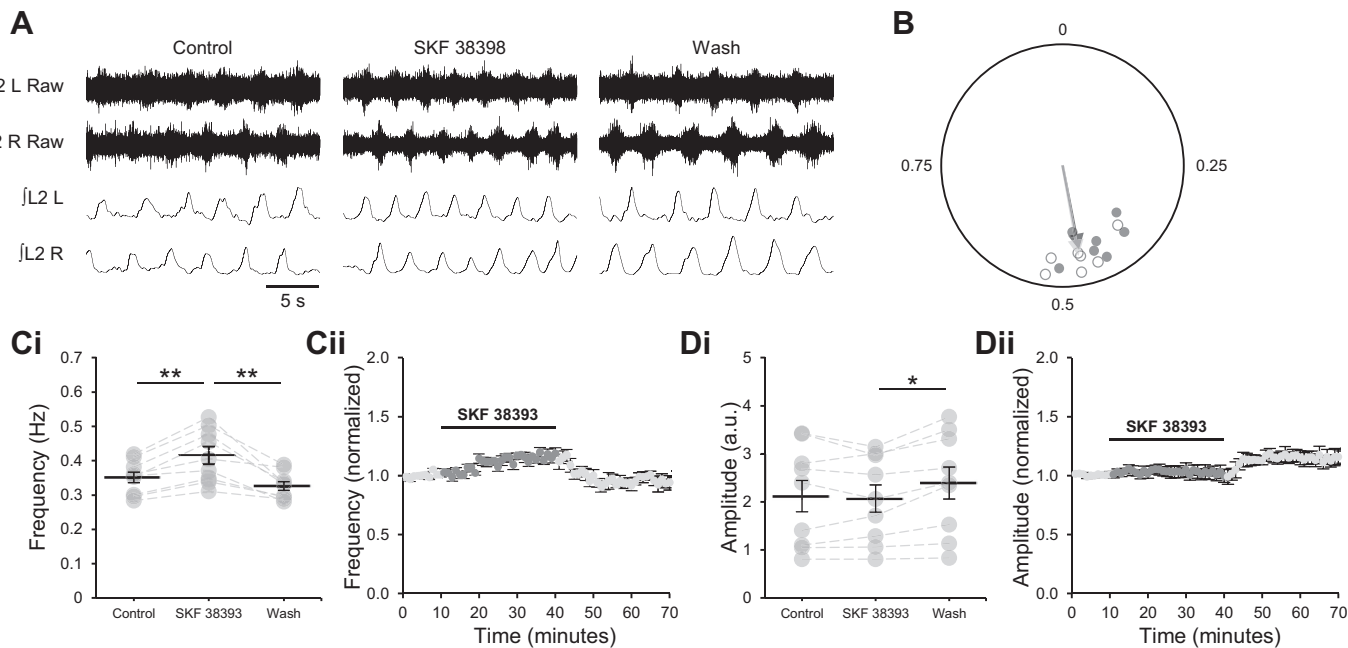 A
B
Control SKF 38398 Wash
2 L Raw
2 R Raw
∫L2 L
∫L2 R
5 s
0
0.25
0.5
0.75
Ci
0.7
0.6
0.5
0.4
0.3
0.2
0.1
0
Frequency (Hz)
** **
Control SKF 38393 Wash
Cii
2.0
1.5
1.0
0.5
0.0
Frequency (normalized)
SKF 38393
0 10 20 30 40 50 60 70
Time (minutes)
Di
5
4
3
2
1
0
Amplitude (a.u.)
*
Control SKF 38393 Wash
Dii
2.0
1.5
1.0
0.5
0.0
Amplitude (normalized)
SKF 38393
0 10 20 30 40 50 60 70
Time (minutes)